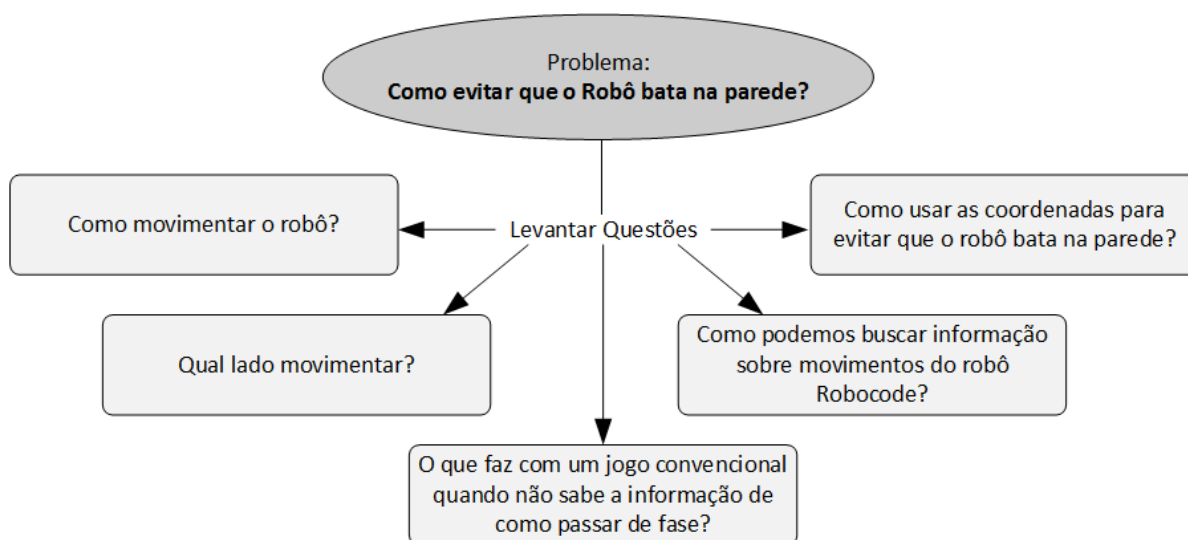 Problema:
Como evitar que o Robô bata na parede?
Como movimentar o robô?
Levantar Questões
Como usar as coordenadas para
evitar que o robô bata na parede?
Qual lado movimentar?
Como podemos buscar informação
sobre movimentos do robô
Robocode?
O que faz com um jogo convencional
quando não sabe a informação de
como passar de fase?